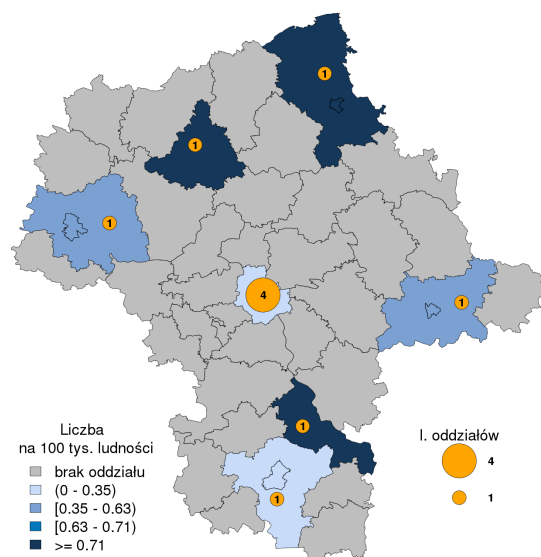 1
1
1
4
1
1
1
Liczba
na 100 tys. ludności
brak oddziału
(0 - 0.35)
[0.35 - 0.63)
[0.63 - 0.71)
>= 0.71
l. oddziałów
4
1